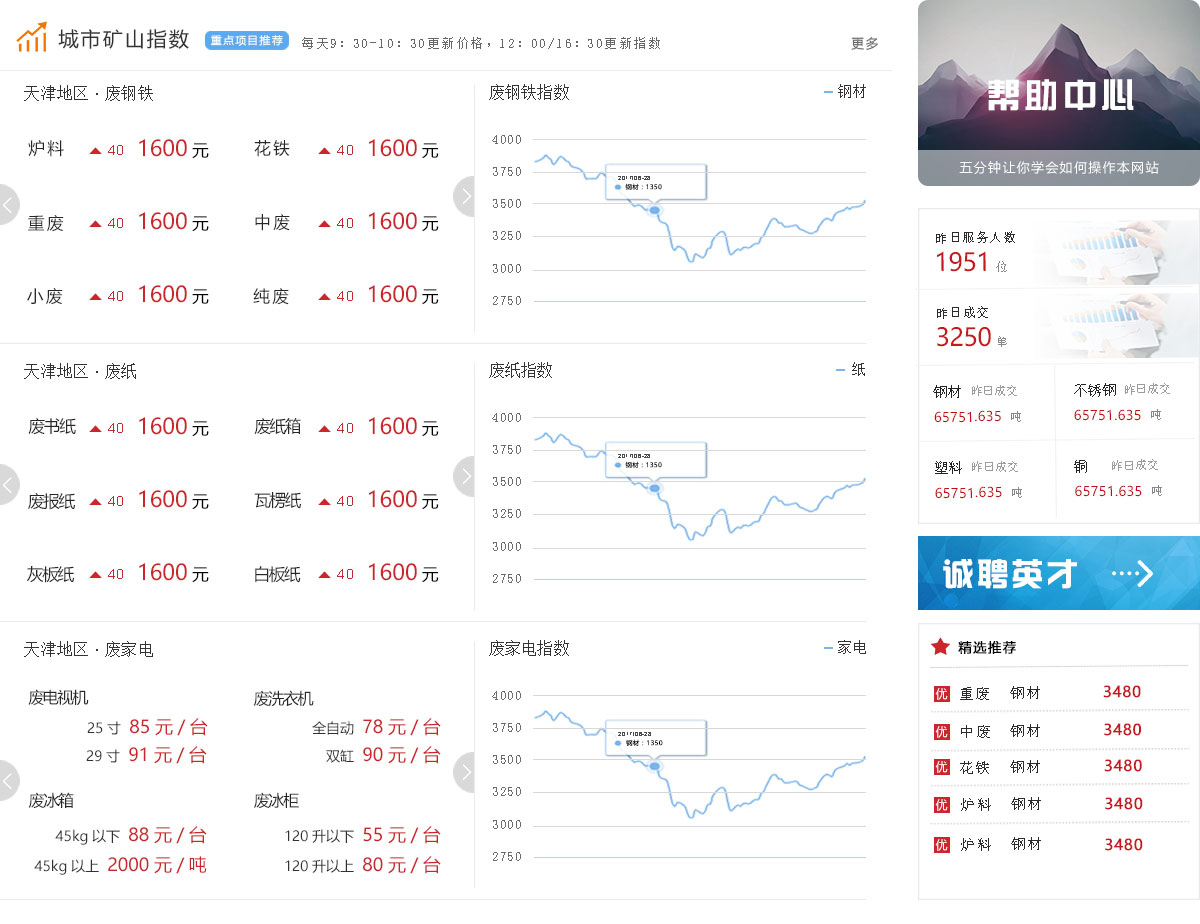 城市矿山指数 重点项目推荐 每天9：30-10：30更新价格，12：00/16：30更新指数 更多
天津地区·废钢铁
炉料 40 1600元 花铁 40 1600元
重废 40 1600元 中废 40 1600元
小废 40 1600元 纯废 40 1600元
废钢铁指数 钢材
4000
3750
钢材：1350
3500
3250
3000
2750
天津地区·废纸
废书纸 40 1600元 废纸箱 40 1600元
废报纸 40 1600元 瓦楞纸 40 1600元
灰板纸 40 1600元 白板纸 40 1600元
废纸指数 纸
4000
3750
钢材：1350
3500
3250
3000
2750
天津地区·废家电
废电视机
25寸 85元/台
29寸 91元/台
废洗衣机
全自动 78元/台
双缸 90元/台
废冰箱
45kg以下 88元/台
45kg以上 2000元/吨
废冰柜
120升以下 55元/台
120升以上 80元/台
废家电指数 家电
4000
3750
钢材：1350
3500
3250
3000
2750
帮助中心
五分钟让你学会如何操作本网站
昨日服务人数
1951 位
昨日成交
3250 单
钢材 昨日成交
65751.635 吨
不锈钢 昨日成交
65751.635 吨
塑料 昨日成交
65751.635 吨
铜 昨日成交
65751.635 吨
诚聘英才
精选推荐
优 重废 钢材 3480
优 中废 钢材 3480
优 花铁 钢材 3480
优 炉料 钢材 3480
优 炉料 钢材 3480